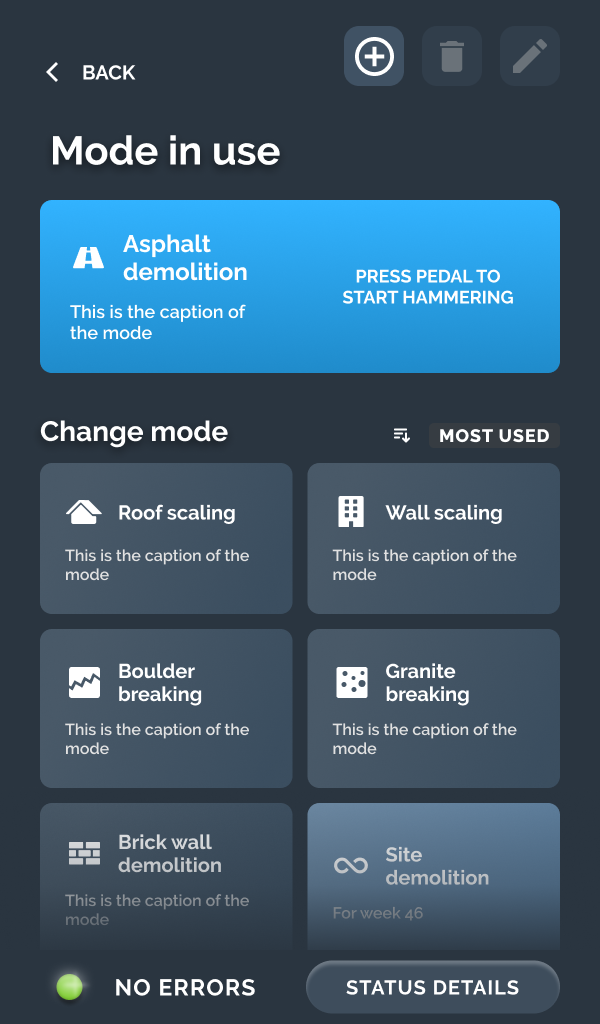 BACK
Mode in use
Asphalt
demolition
This is the caption of
the mode
PRESS PEDAL TO
START HAMMERING
Change mode
MOST USED
Roof scaling
This is the caption of the
mode
Wall scaling
This is the caption of the
mode
Boulder
breaking
This is the caption of the
mode
Granite
breaking
This is the caption of the
mode
Brick wall
demolition
This is the caption of the
mode
Site
demolition
For week 46
NO ERRORS
STATUS DETAILS